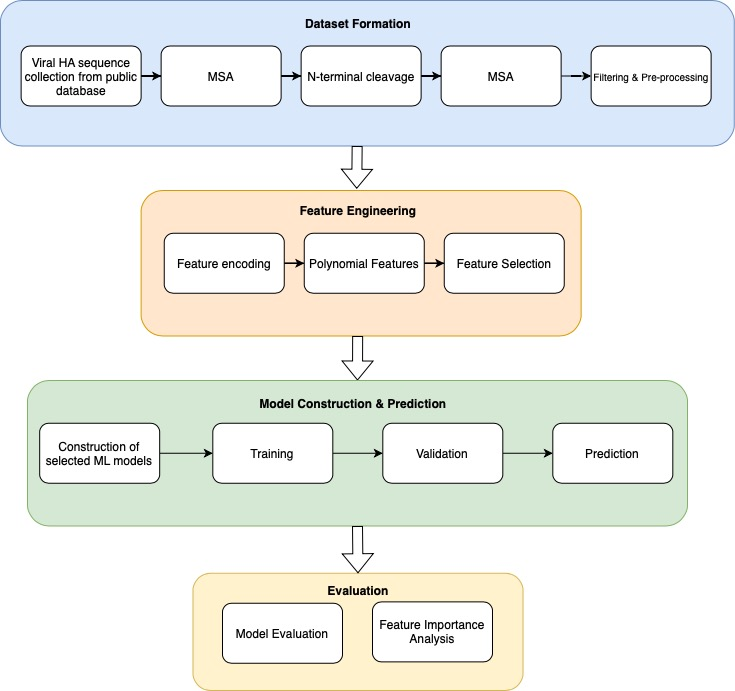 Dataset Formation
Viral HA sequence
collection from public
database
MSA
N-terminal cleavage
MSA
Filtering & Pre-processing
Feature Engineering
Feature encoding
Polynomial Features
Feature Selection
Model Construction & Prediction
Construction of
selected ML models
Training
Validation
Prediction
Evaluation
Model Evaluation
Feature Importance
Analysis